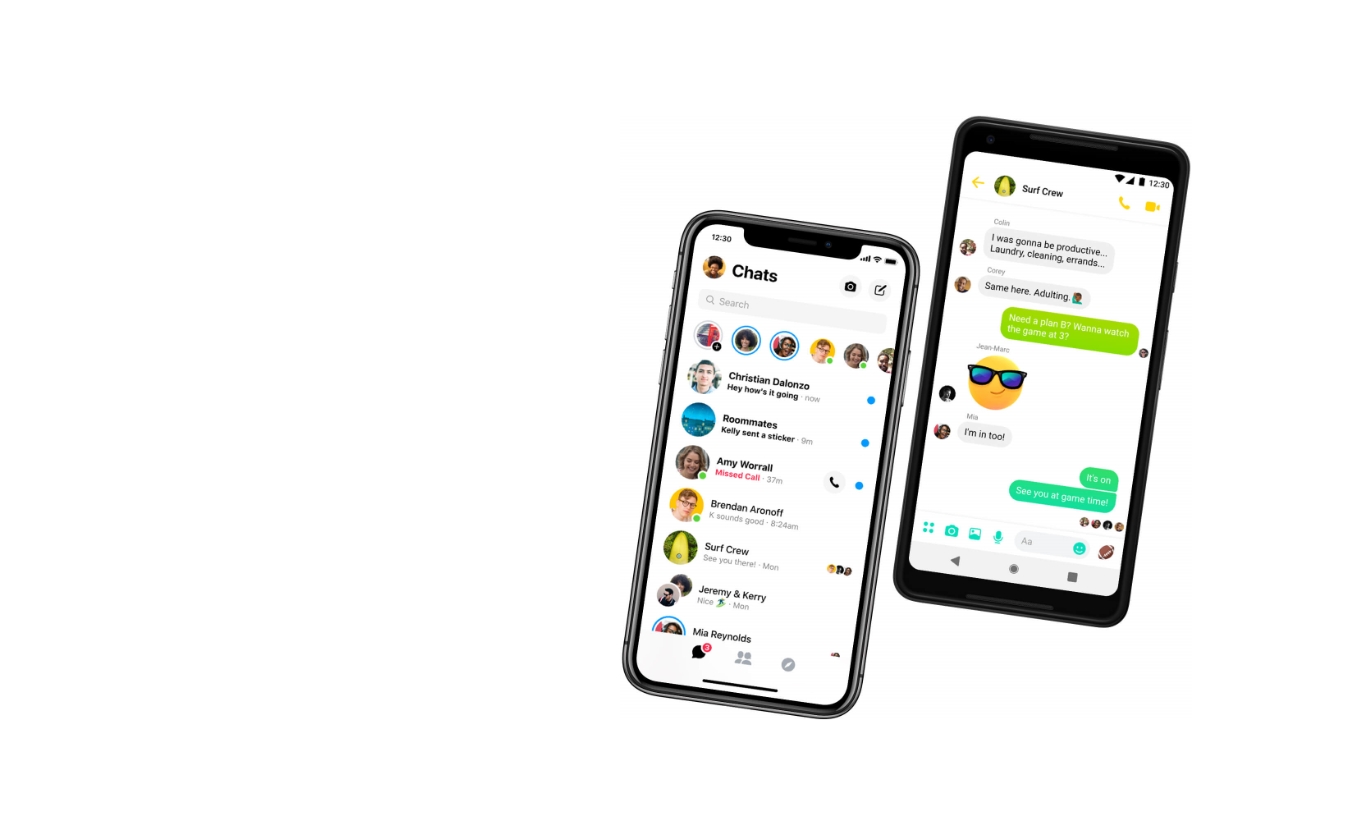 12:30
Chats
Search
Christian Dalonzo
Hey how's it going · now
Roommates
Kelly sent a sticker · 9m
Amy Worrall
Missed Call · 37m
Brendan Aronoff
K sounds good · 8:24am
Surf Crew
See you there! · Mon
Jeremy & Kerry
Nice 🏄 · Mon
Mia Reynolds
3
12:30
Surf Crew
Colin
I was gonna be productive...
Laundry, cleaning, errands...
Corey
Same here. Adulting. 🤷🏾‍♂️
Need a plan B? Wanna watch
the game at 3?
Jean-Marc
Mia
I'm in too!
It's on
See you at game time!
Aa